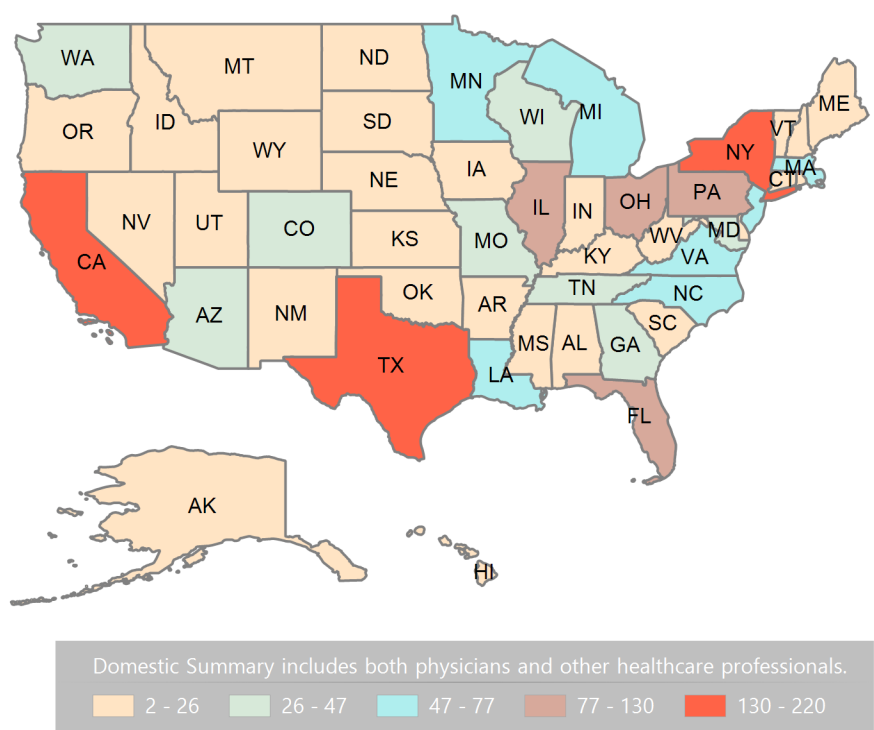 WA
MT
ND
MN
ME
OR
ID
SD
WI
MI
VT
WY
NY
MA
IA
CT
NE
PA
NV
UT
CO
IL
IN
OH
MD
KS
MO
WV
VA
CA
KY
AZ
NM
OK
TN
NC
AR
SC
TX
MS
AL
GA
LA
FL
AK
HI
Domestic Summary includes both physicians and other healthcare professionals.
2 - 26
26 - 47
47 - 77
77 - 130
130 - 220